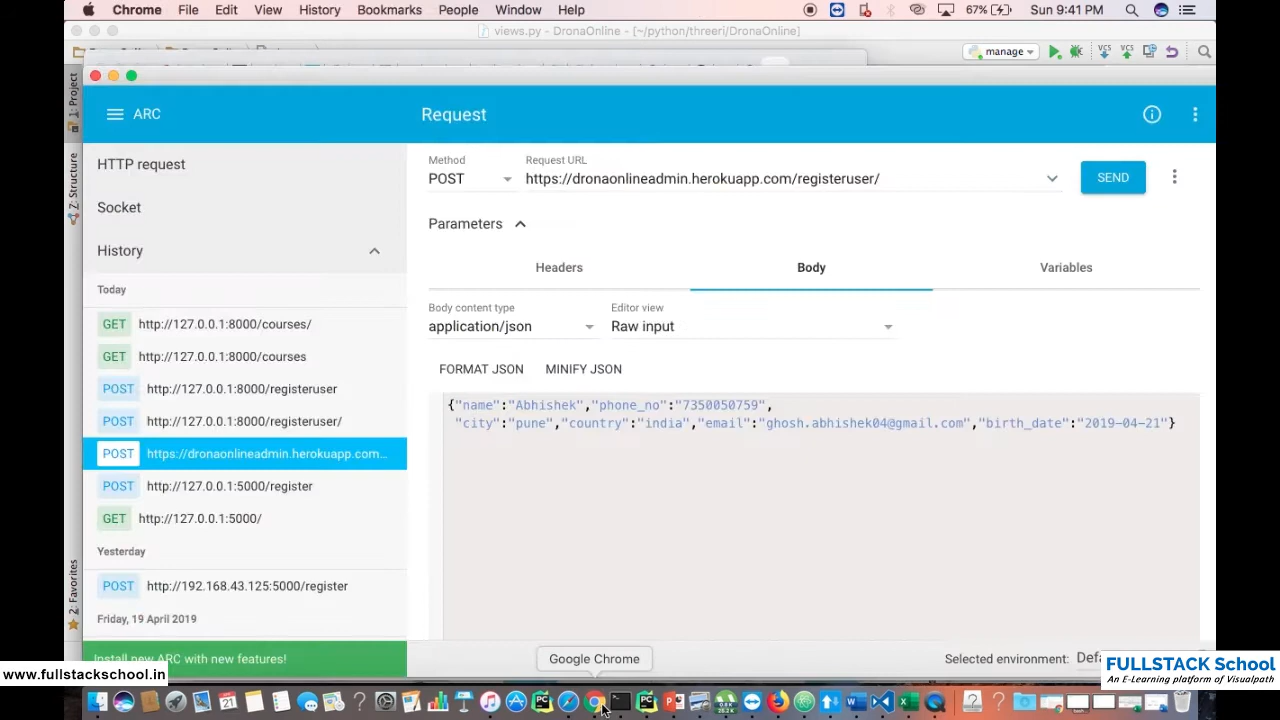 Chrome File Edit View History Bookmarks People Window Help 67% Sun 9:41 PM
views.py - DronaOnline - [~/python/threeri/DronaOnline]
manage
1: Project
Z: Structure
2: Favorites
ARC
Request
HTTP request
Socket
History
Today
GET http://127.0.0.1:8000/courses/
GET http://127.0.0.1:8000/courses
POST http://127.0.0.1:8000/registeruser
POST http://127.0.0.1:8000/registeruser/
POST https://dronaonlineadmin.herokuapp.com...
POST http://127.0.0.1:5000/register
GET http://127.0.0.1:5000/
Yesterday
POST http://192.168.43.125:5000/register
Friday, 19 April 2019
Install new ARC with new features!
Method Request URL
POST https://dronaonlineadmin.herokuapp.com/registeruser/ SEND
Parameters
Headers Body Variables
Body content type Editor view
application/json Raw input
FORMAT JSON MINIFY JSON
{"name":"Abhishek","phone_no":"7350050759",
"city":"pune","country":"india","email":"ghosh.abhishek04@gmail.com","birth_date":"2019-04-21"}
Google Chrome
Selected environment:
www.fullstackschool.in
FULLSTACK School
An E-Learning platform of Visualpath